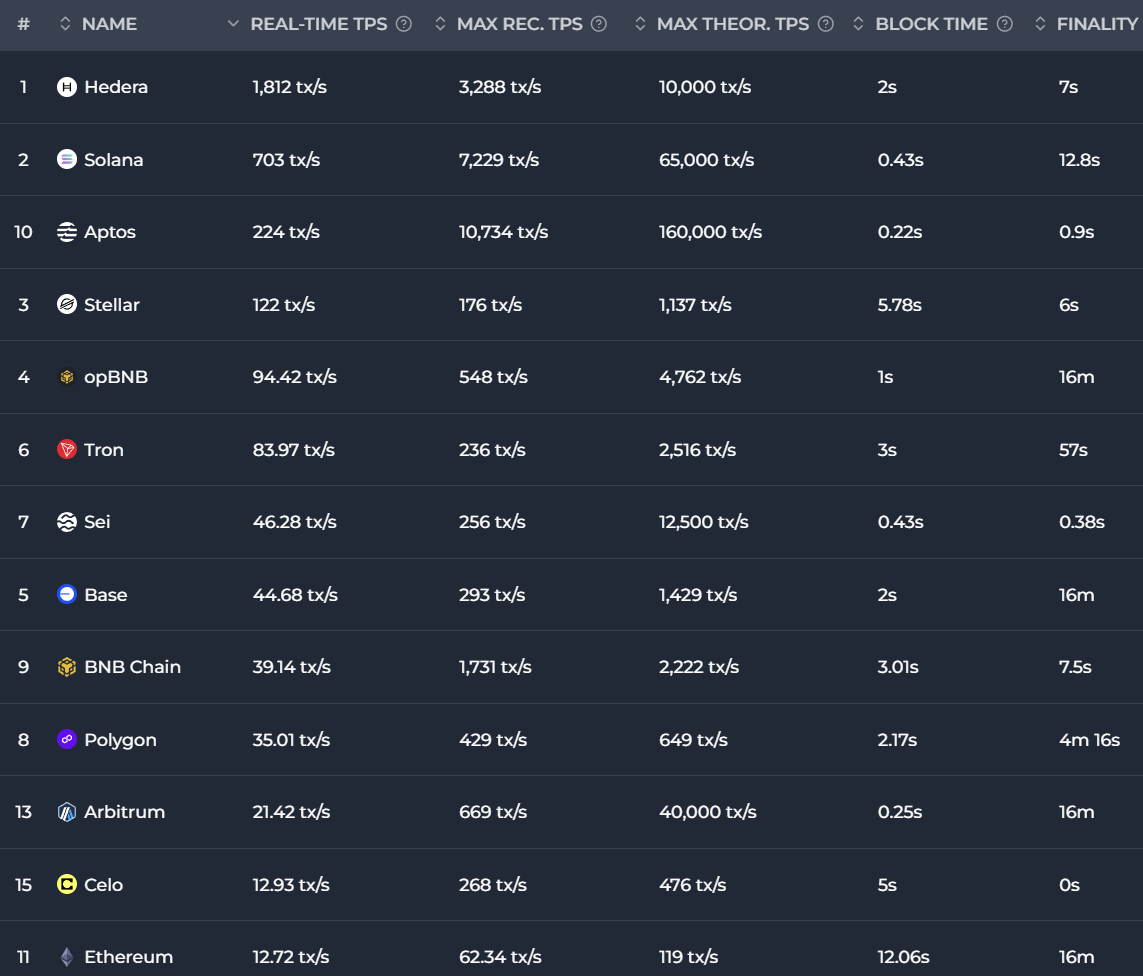 # NAME REAL-TIME TPS ? MAX REC. TPS ? MAX THEOR. TPS ? BLOCK TIME ? FINALITY
1 Hedera 1,812 tx/s 3,288 tx/s 10,000 tx/s 2s 7s
2 Solana 703 tx/s 7,229 tx/s 65,000 tx/s 0.43s 12.8s
10 Aptos 224 tx/s 10,734 tx/s 160,000 tx/s 0.22s 0.9s
3 Stellar 122 tx/s 176 tx/s 1,137 tx/s 5.78s 6s
4 opBNB 94.42 tx/s 548 tx/s 4,762 tx/s 1s 16m
6 Tron 83.97 tx/s 236 tx/s 2,516 tx/s 3s 57s
7 Sei 46.28 tx/s 256 tx/s 12,500 tx/s 0.43s 0.38s
5 Base 44.68 tx/s 293 tx/s 1,429 tx/s 2s 16m
9 BNB Chain 39.14 tx/s 1,731 tx/s 2,222 tx/s 3.01s 7.5s
8 Polygon 35.01 tx/s 429 tx/s 649 tx/s 2.17s 4m 16s
13 Arbitrum 21.42 tx/s 669 tx/s 40,000 tx/s 0.25s 16m
15 Celo 12.93 tx/s 268 tx/s 476 tx/s 5s 0s
11 Ethereum 12.72 tx/s 62.34 tx/s 119 tx/s 12.06s 16m